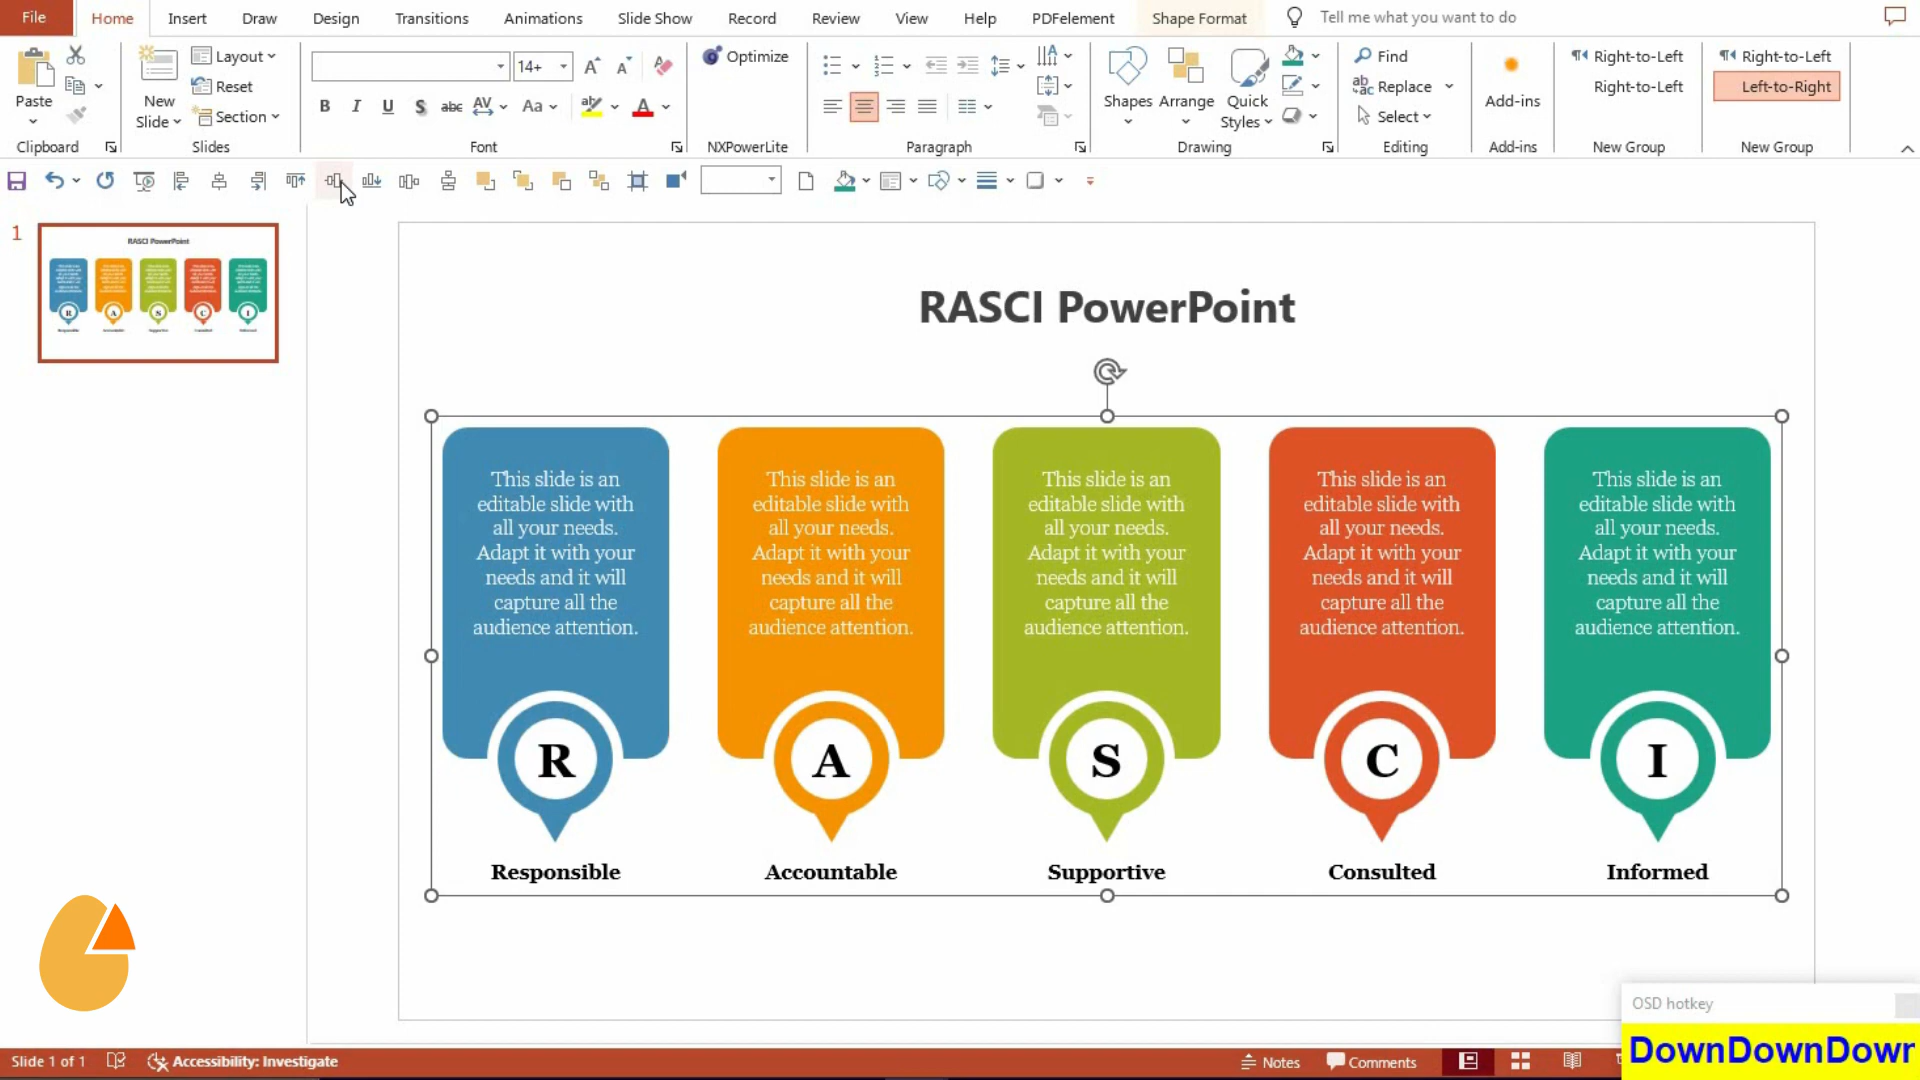 File Home Insert Draw Design Transitions Animations Slide Show Record Review View Help PDFelement Shape Format Tell me what you want to do
Paste
Clipboard
New
Slide
Layout
Reset
Section
Slides
14+
B I U S abc AV Aa A
Font
Optimize
NXPowerLite
Paragraph
Shapes
Arrange
Quick
Styles
Drawing
Find
Replace
Select
Editing
Add-ins
Add-ins
Right-to-Left
Right-to-Left
New Group
Right-to-Left
Left-to-Right
New Group
1
RASCI PowerPoint
R A S C I
RASCI PowerPoint
This slide is an
editable slide with
all your needs.
Adapt it with your
needs and it will
capture all the
audience attention.
R
Responsible
This slide is an
editable slide with
all your needs.
Adapt it with your
needs and it will
capture all the
audience attention.
A
Accountable
This slide is an
editable slide with
all your needs.
Adapt it with your
needs and it will
capture all the
audience attention.
S
Supportive
This slide is an
editable slide with
all your needs.
Adapt it with your
needs and it will
capture all the
audience attention.
C
Consulted
This slide is an
editable slide with
all your needs.
Adapt it with your
needs and it will
capture all the
audience attention.
I
Informed
OSD hotkey
DownDownDown
Slide 1 of 1 Accessibility: Investigate Notes Comments